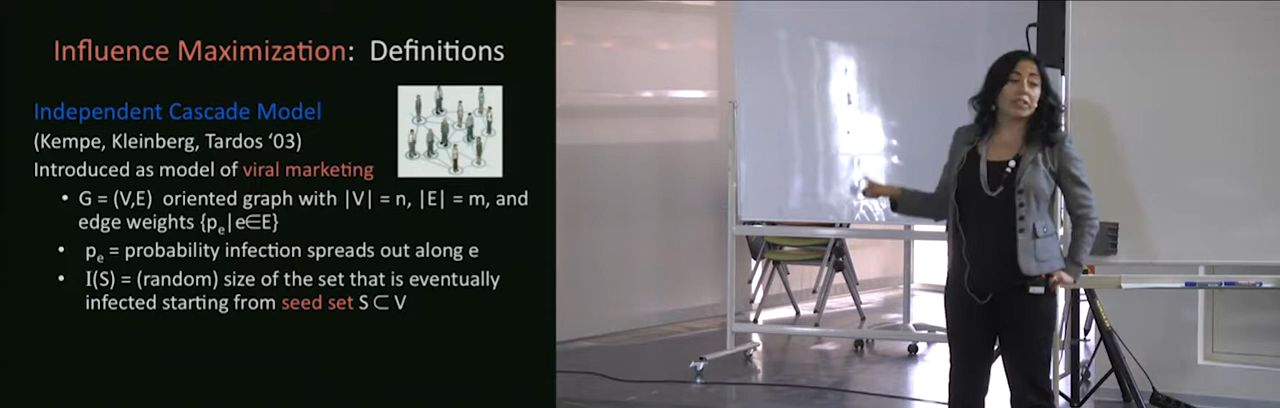 Influence Maximization: Definitions
Independent Cascade Model
(Kempe, Kleinberg, Tardos ‘03)
Introduced as model of viral marketing
• G = (V,E) oriented graph with |V| = n, |E| = m, and
edge weights {pₑ|e∈E}
• pₑ = probability infection spreads out along e
• I(S) = (random) size of the set that is eventually
infected starting from seed set S ⊂ V